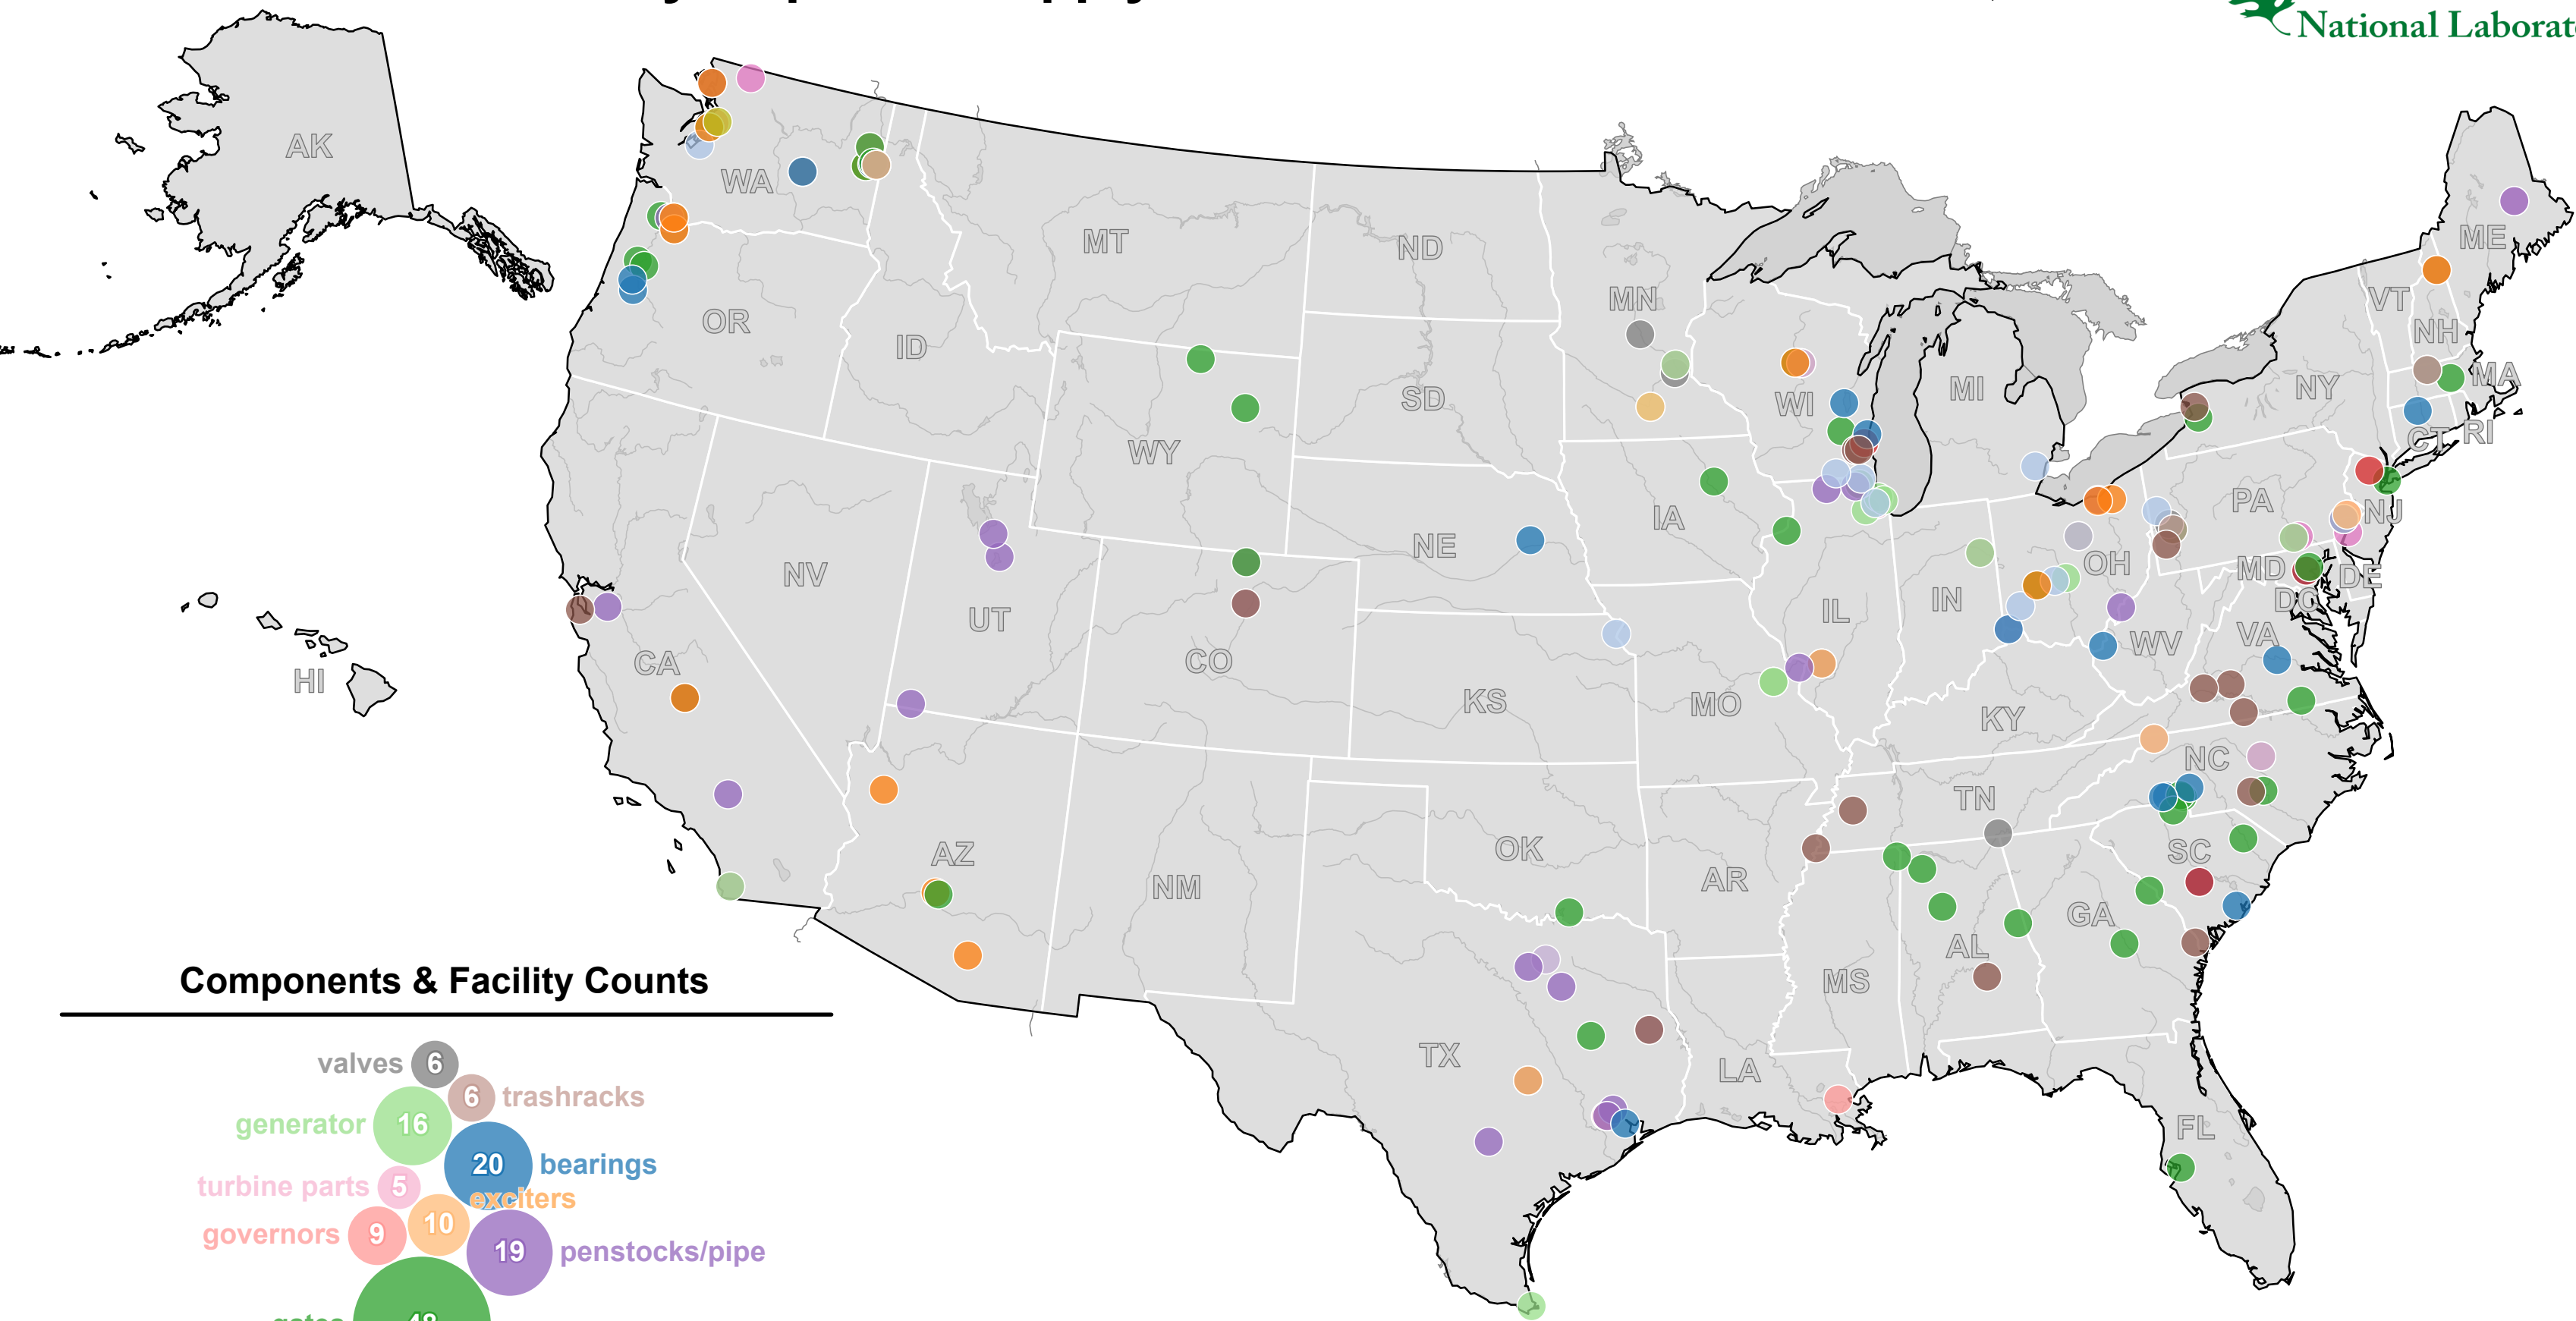 National Laborat
AK
WA
MT
ND
MN
ME
VT
NH
OR
ID
SD
WI
MI
NY
MA
CT
RI
WY
IA
NE
PA
NJ
OH
MD
DE
DC
NV
UT
IL
IN
WV
VA
CA
CO
HI
KS
MO
KY
NC
TN
AZ
OK
NM
AR
SC
GA
AL
MS
TX
LA
FL
Components & Facility Counts
valves 6
6 trashracks
generator 16
20 bearings
turbine parts 5
exciters
governors 9
10
19 penstocks/pipe
gates 48